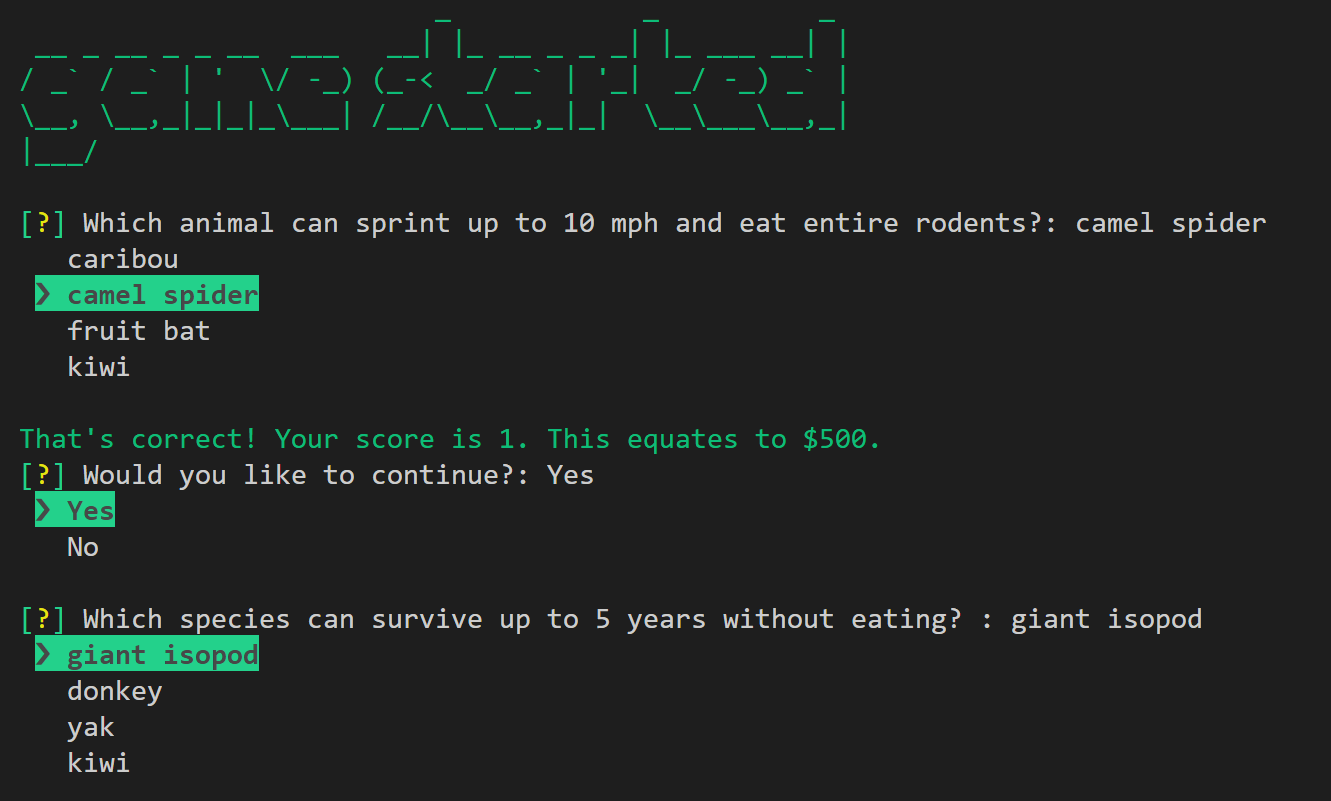 game started
[?] Which animal can sprint up to 10 mph and eat entire rodents?: camel spider
caribou
❯ camel spider
fruit bat
kiwi
That's correct! Your score is 1. This equates to $500.
[?] Would you like to continue?: Yes
❯ Yes
No
[?] Which species can survive up to 5 years without eating? : giant isopod
❯ giant isopod
donkey
yak
kiwi